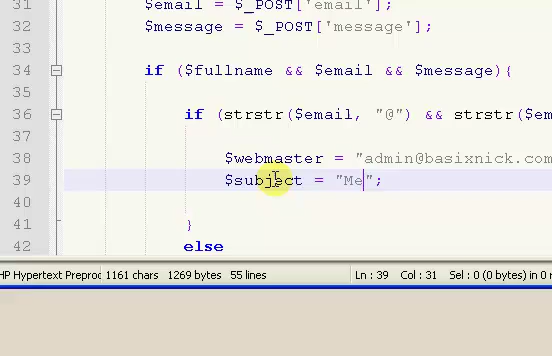 31 $email = $_POST['email'];
32 $message = $_POST['message'];
33
34 if ($fullname && $email && $message){
35
36 if (strstr($email, "@") && strstr($em
37
38 $webmaster = "admin@basixnick.com
39 $subject = "Me";
40
41 }
42 else
HP Hypertext Preproc 1161 chars 1269 bytes 55 lines Ln : 39 Col : 31 Sel : 0 (0 bytes) in 0 r